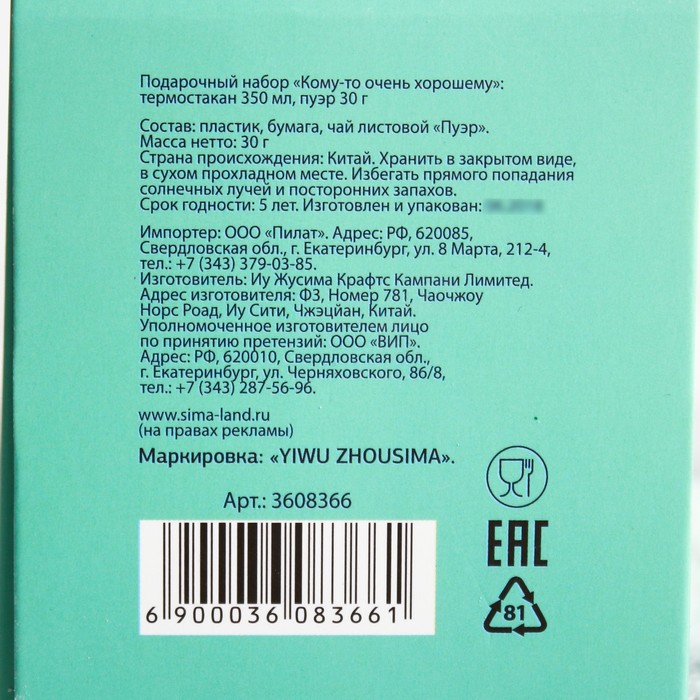 Подарочный набор «Кому-то очень хорошему»:
термостакан 350 мл, пуэр 30 г
Состав: пластик, бумага, чай листовой «Пуэр».
Масса нетто: 30 г
Страна происхождения: Китай. Хранить в закрытом виде,
в сухом прохладном месте. Избегать прямого попадания
солнечных лучей и посторонних запахов.
Срок годности: 5 лет. Изготовлен и упакован:
Импортер: ООО «Пилат». Адрес: РФ, 620085,
Свердловская обл., г. Екатеринбург, ул. 8 Марта, 212-4,
тел.: +7 (343) 379-03-85.
Изготовитель: Иу Жусима Крафтс Кампани Лимитед.
Адрес изготовителя: Ф3, Номер 781, Чаочжоу
Норс Роад, Иу Сити, Чжэцйан, Китай.
Уполномоченное изготовителем лицо
по принятию претензий: ООО «ВИП».
Адрес: РФ, 620010, Свердловская обл.,
г. Екатеринбург, ул. Черняховского, 86/8,
тел.: +7 (343) 287-56-96.
www.sima-land.ru
(на правах рекламы)
Маркировка: «YIWU ZHOUSIMA».
Арт.: 3608366
6 900036 083661
EAC
81